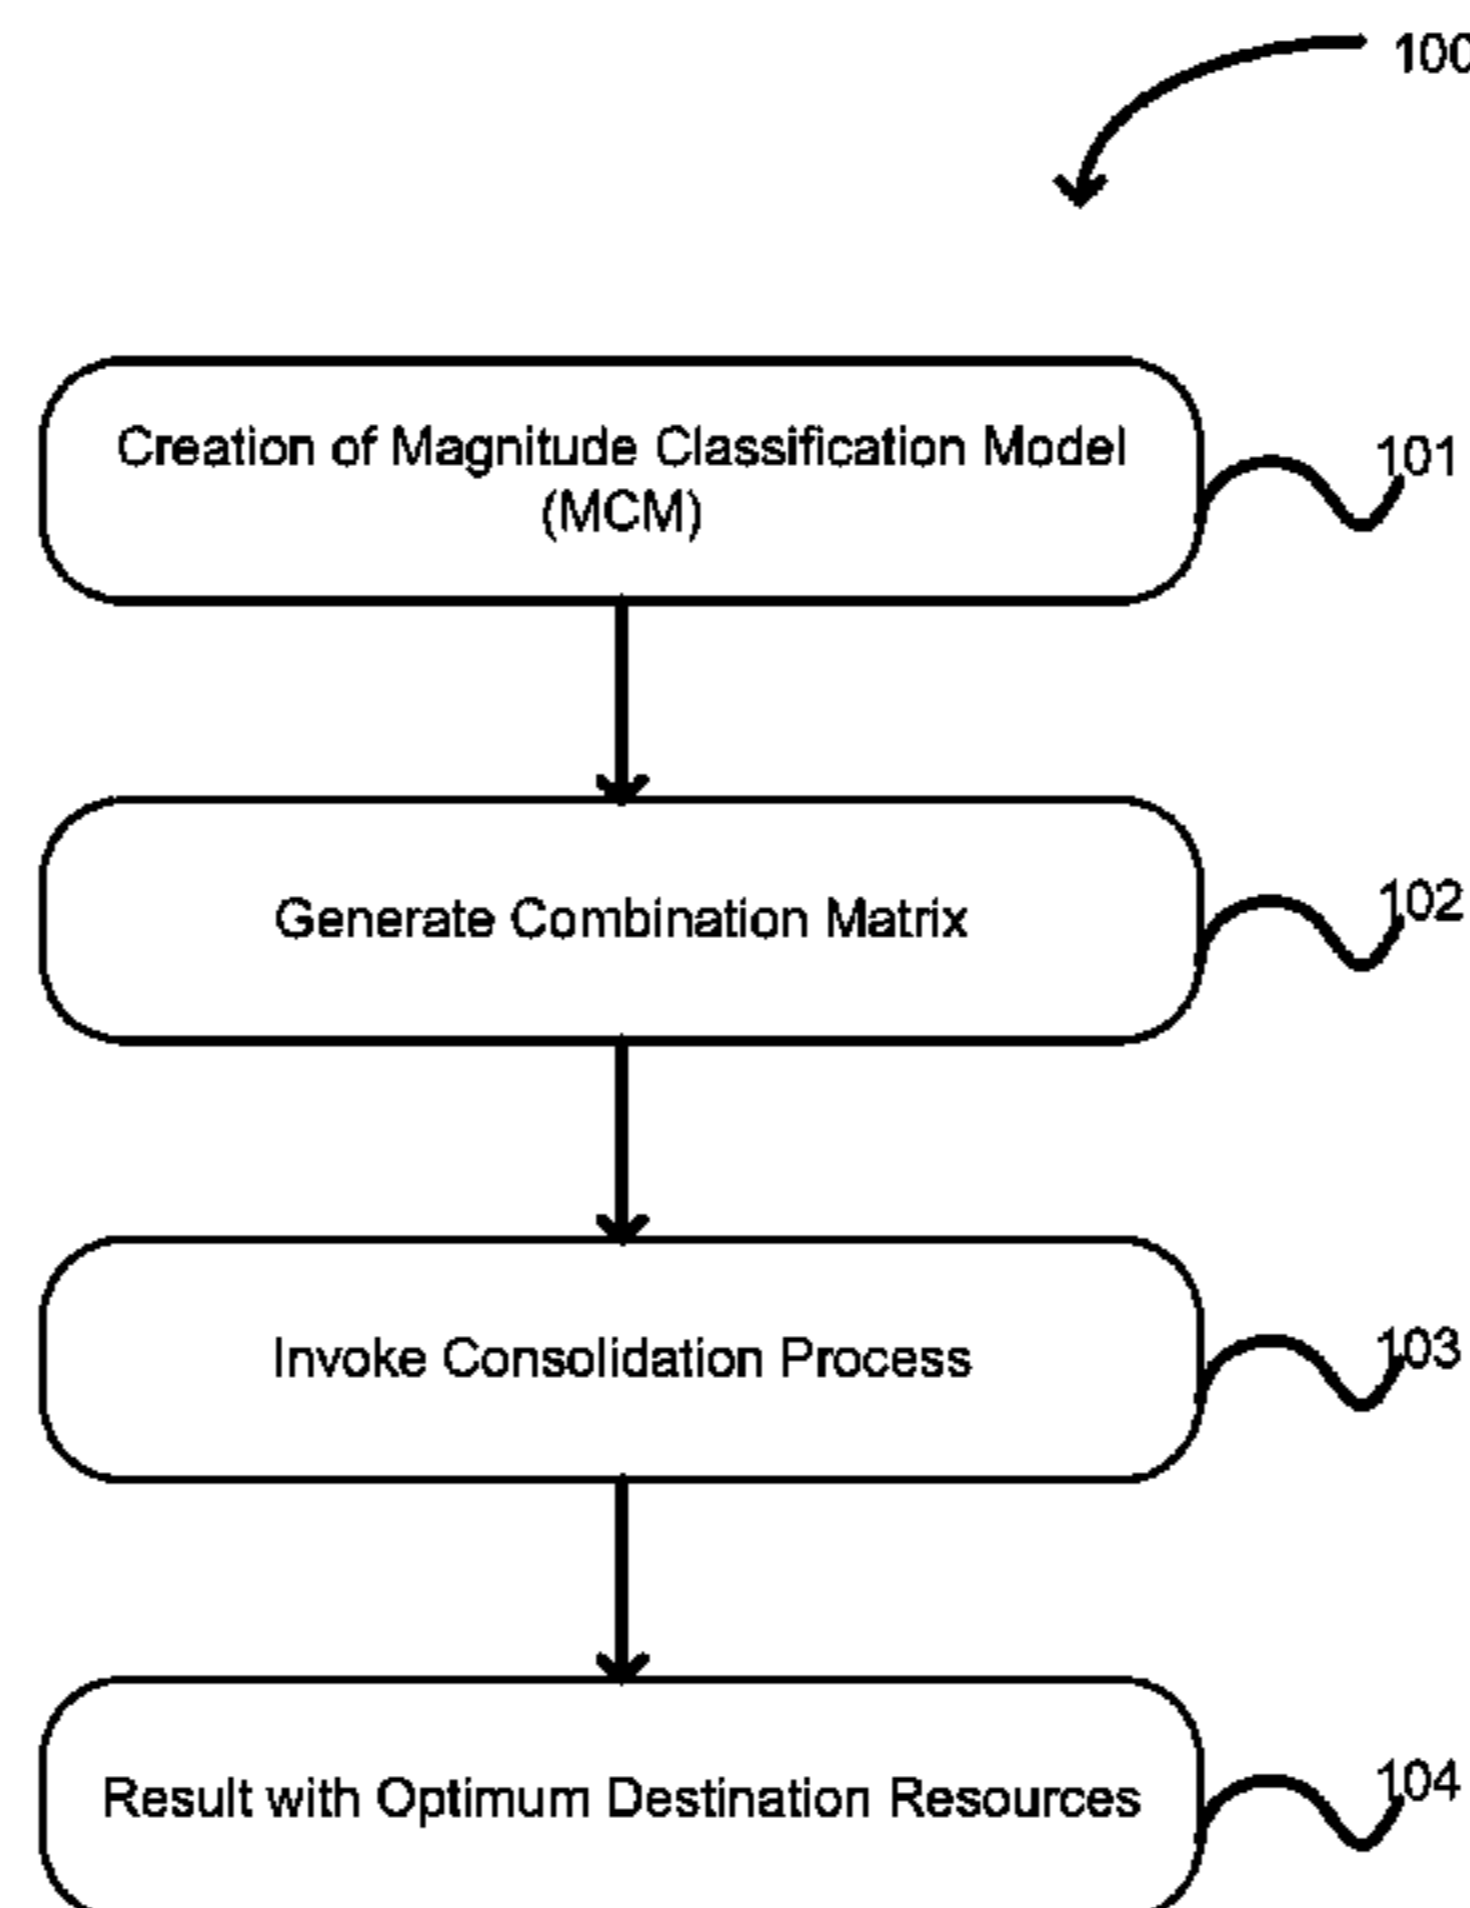 100
Creation of Magnitude Classification Model
(MCM)
101
Generate Combination Matrix
102
Invoke Consolidation Process
103
Result with Optimum Destination Resources
104